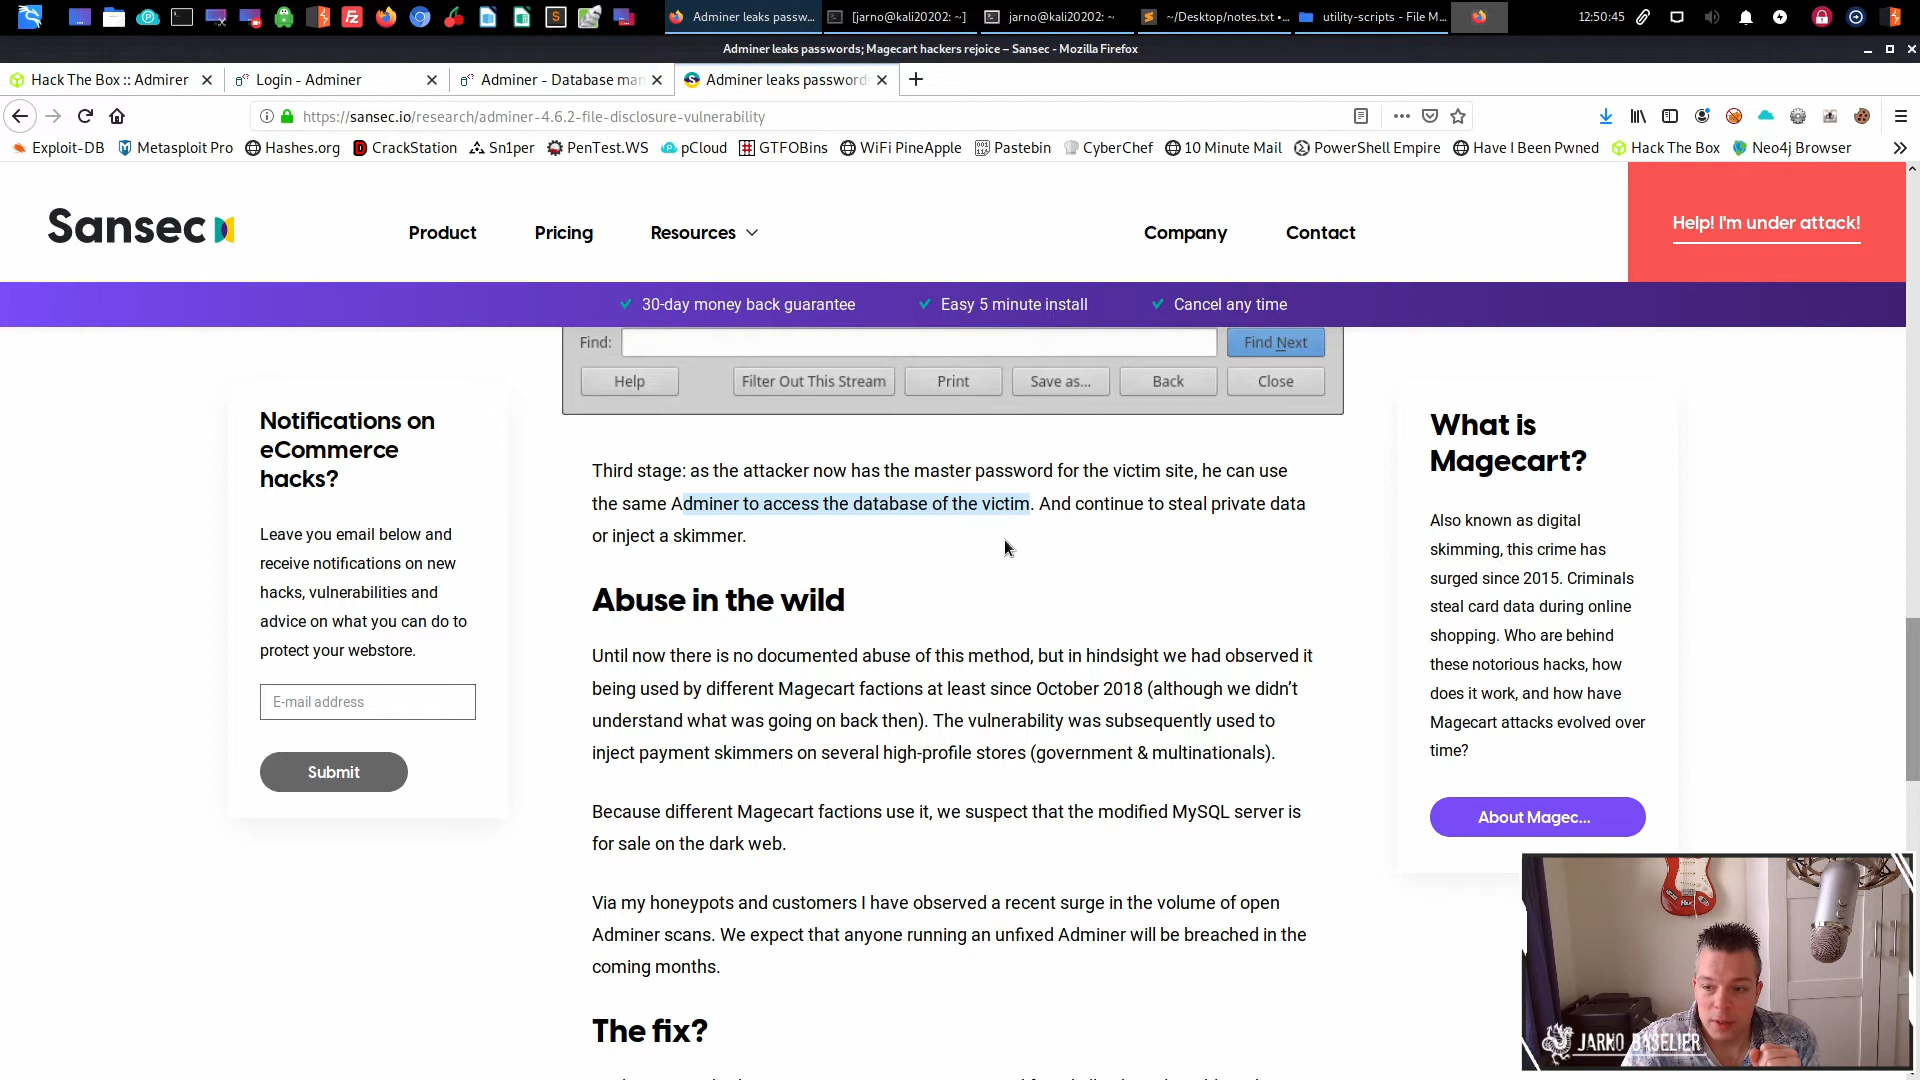 Adminer leaks passw...
[jarno@kali20202: ~]
jarno@kali20202: ~
~/Desktop/notes.txt •...
utility-scripts - File M...
12:50:45
Adminer leaks passwords; Magecart hackers rejoice – Sansec - Mozilla Firefox
Hack The Box :: Admirer
Login - Adminer
Adminer - Database man
Adminer leaks passwords
https://sansec.io/research/adminer-4.6.2-file-disclosure-vulnerability
Exploit-DB
Metasploit Pro
Hashes.org
CrackStation
Sn1per
PenTest.WS
pCloud
GTFOBins
WiFi PineApple
Pastebin
CyberChef
10 Minute Mail
PowerShell Empire
Have I Been Pwned
Hack The Box
Neo4j Browser
Sansec
Product
Pricing
Resources
Company
Contact
Help! I'm under attack!
30-day money back guarantee
Easy 5 minute install
Cancel any time
Find:
Find Next
Help
Filter Out This Stream
Print
Save as...
Back
Close
Notifications on
eCommerce
hacks?
Leave you email below and
receive notifications on new
hacks, vulnerabilities and
advice on what you can do to
protect your webstore.
E-mail address
Submit
Third stage: as the attacker now has the master password for the victim site, he can use
the same Adminer to access the database of the victim. And continue to steal private data
or inject a skimmer.
Abuse in the wild
Until now there is no documented abuse of this method, but in hindsight we had observed it
being used by different Magecart factions at least since October 2018 (although we didn't
understand what was going on back then). The vulnerability was subsequently used to
inject payment skimmers on several high-profile stores (government & multinationals).
Because different Magecart factions use it, we suspect that the modified MySQL server is
for sale on the dark web.
Via my honeypots and customers I have observed a recent surge in the volume of open
Adminer scans. We expect that anyone running an unfixed Adminer will be breached in the
coming months.
The fix?
What is
Magecart?
Also known as digital
skimming, this crime has
surged since 2015. Criminals
steal card data during online
shopping. Who are behind
these notorious hacks, how
does it work, and how have
Magecart attacks evolved over
time?
About Magec...
JARNO BASELIER